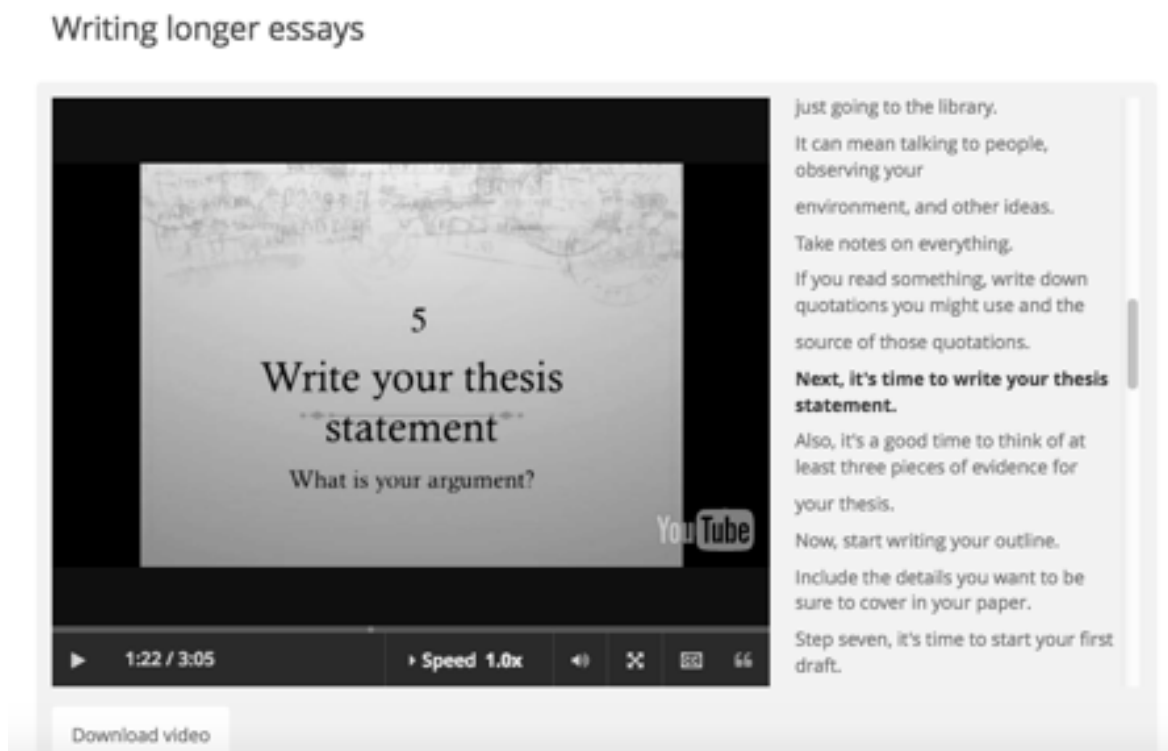 Writing longer essays
5
Write your thesis
statement
What is your argument?
YouTube
1:22 / 3:05
Speed 1.0x
CC
Download video
just going to the library.
It can mean talking to people,
observing your
environment, and other ideas.
Take notes on everything.
If you read something, write down
quotations you might use and the
source of those quotations.
Next, it's time to write your thesis
statement.
Also, it's a good time to think of at
least three pieces of evidence for
your thesis.
Now, start writing your outline.
Include the details you want to be
sure to cover in your paper.
Step seven, it's time to start your first
draft.